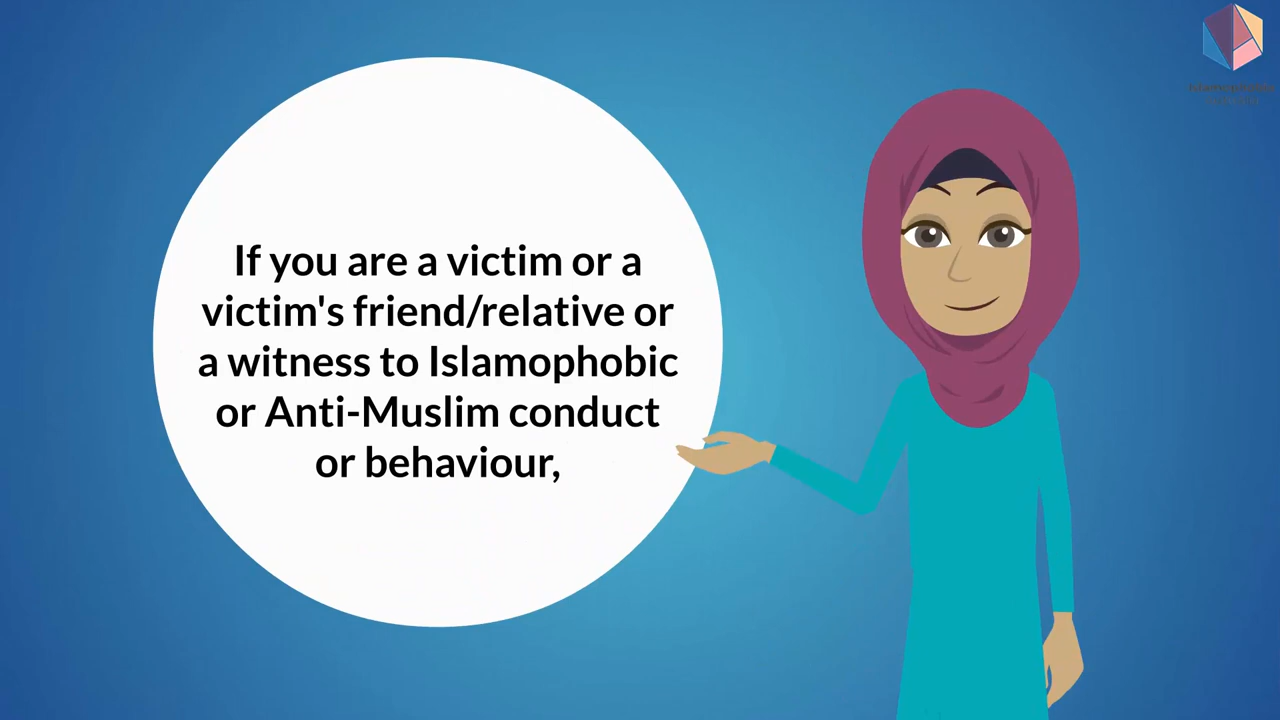 If you are a victim or a
victim's friend/relative or
a witness to Islamophobic
or Anti-Muslim conduct
or behaviour,